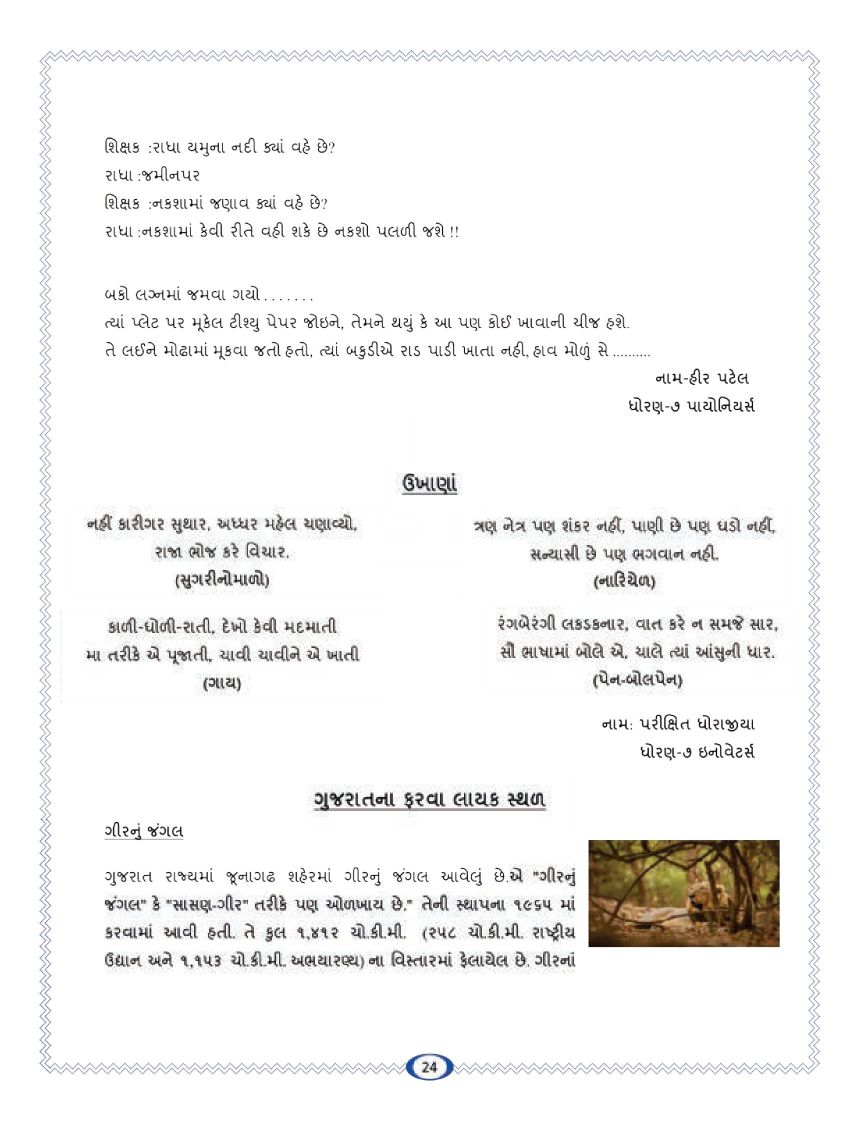 શિક્ષક :રાધા યમુના નદી ક્યાં વહે છે?
રાધા :જમીનપર
શિક્ષક :નકશામાં જણાવ ક્યાં વહે છે?
રાધા :નકશામાં કેવી રીતે વહી શકે છે નકશો પલળી જશે !!
બકો લગ્નમાં જમવા ગયો . . . . . . .
ત્યાં પ્લેટ પર મૂકેલ ટીશ્યુ પેપર જોઇને, તેમને થયું કે આ પણ કોઈ ખાવાની ચીજ હશે.
તે લઈને મોઢામાં મૂકવા જતો હતો, ત્યાં બકુડીએ રાડ પાડી ખાતા નહી, હાવ મોળું સે ..........
નામ-હીર પટેલ
ધોરણ-૭ પાયોનિયર્સ
ઉખાણાં
નહીં કારીગર સુથાર, અધ્ધર મહેલ ચણાવ્યો,
રાજા ભોજ કરે વિચાર.
(સુગરીનોમાળો)
ત્રણ નેત્ર પણ શંકર નહીં, પાણી છે પણ ઘડો નહીં,
સન્યાસી છે પણ ભગવાન નહી.
(નારિયેળ)
કાળી-ધોળી-રાતી, દેખો કેવી મદમાતી
મા તરીકે એ પૂજાતી, ચાવી ચાવીને એ ખાતી
(ગાય)
રંગબેરંગી લકડકનાર, વાત કરે ન સમજે સાર,
સૌ ભાષામાં બોલે એ, ચાલે ત્યાં આંસુની ધાર.
(પેન-બોલપેન)
નામ: પરીક્ષિત ધોરાજીયા
ધોરણ-૭ ઇનોવેટર્સ
ગુજરાતના ફરવા લાયક સ્થળ
ગીરનું જંગલ
ગુજરાત રાજ્યમાં જૂનાગઢ શહેરમાં ગીરનું જંગલ આવેલું છે.એ "ગીરનું
જંગલ" કે "સાસણ-ગીર" તરીકે પણ ઓળખાય છે." તેની સ્થાપના ૧૯૬૫ માં
કરવામાં આવી હતી. તે કુલ ૧,૪૧૨ ચો.કી.મી. (૨૫૮ ચો.કી.મી. રાષ્ટ્રીય
ઉદ્યાન અને ૧,૧૫૩ ચો.કી.મી. અભયારણ્ય) ના વિસ્તારમાં ફેલાયેલ છે. ગીરનાં
24